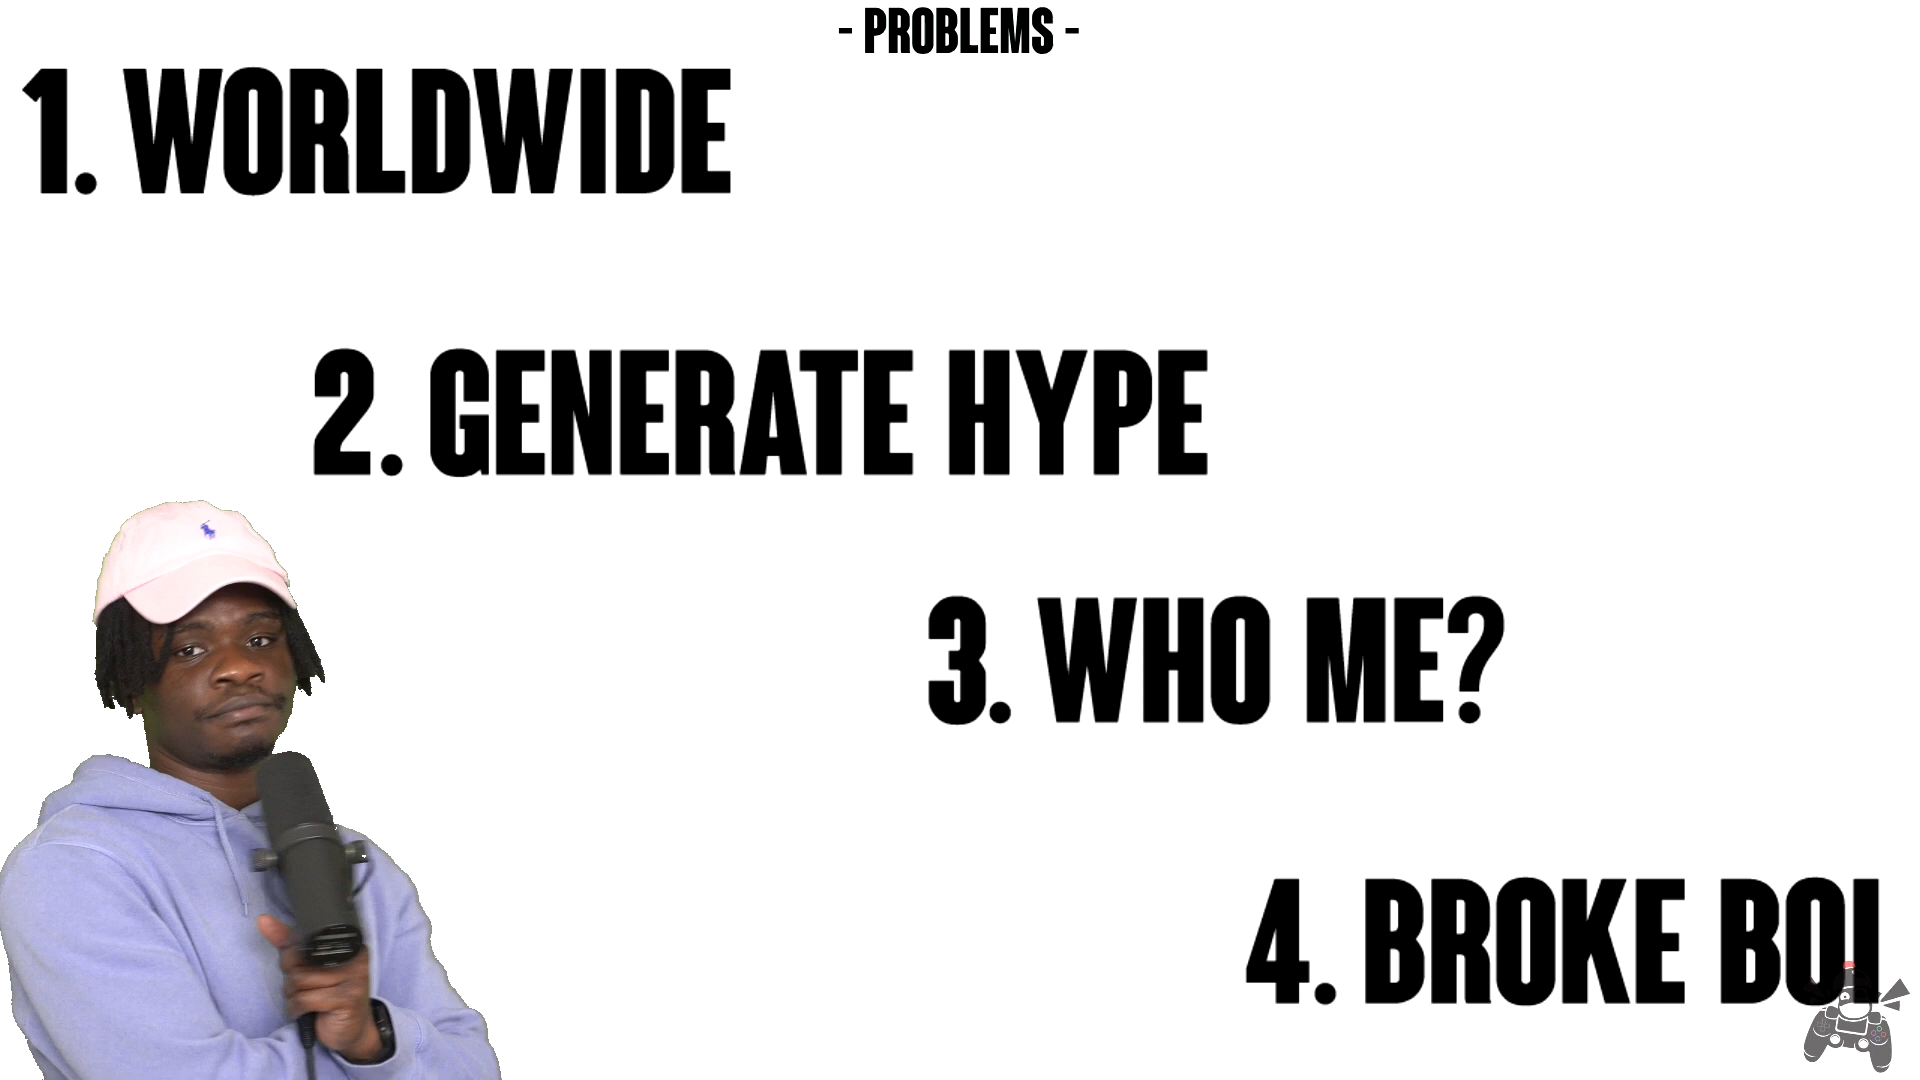 - PROBLEMS -
1. WORLDWIDE
2. GENERATE HYPE
3. WHO ME?
4. BROKE BOI